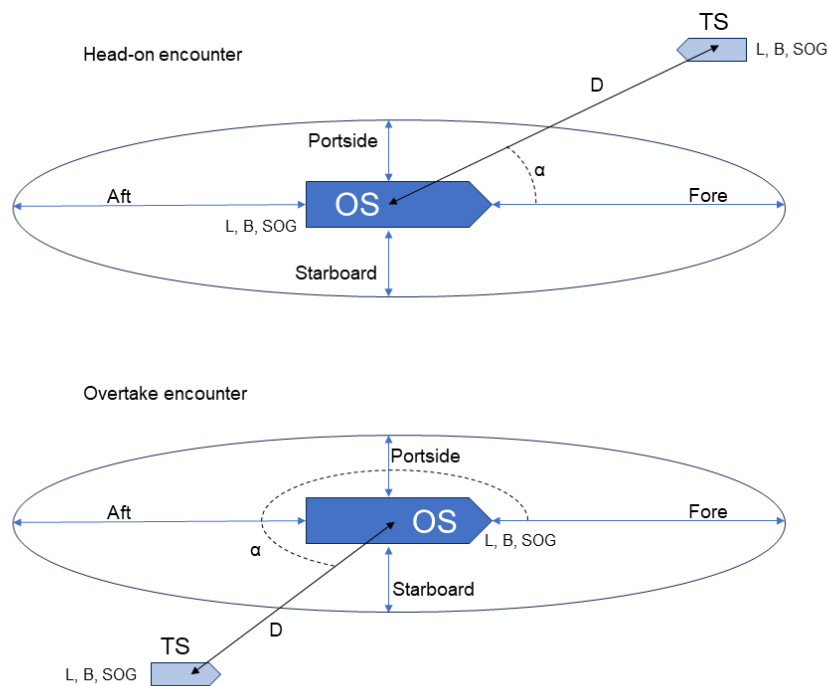 TS
Head-on encounter
L, B, SOG
D
Portside
α
Aft
OS
Fore
L, B, SOG
Starboard
Overtake encounter
Portside
Aft
OS
Fore
L, B, SOG
α
Starboard
D
TS
L, B, SOG